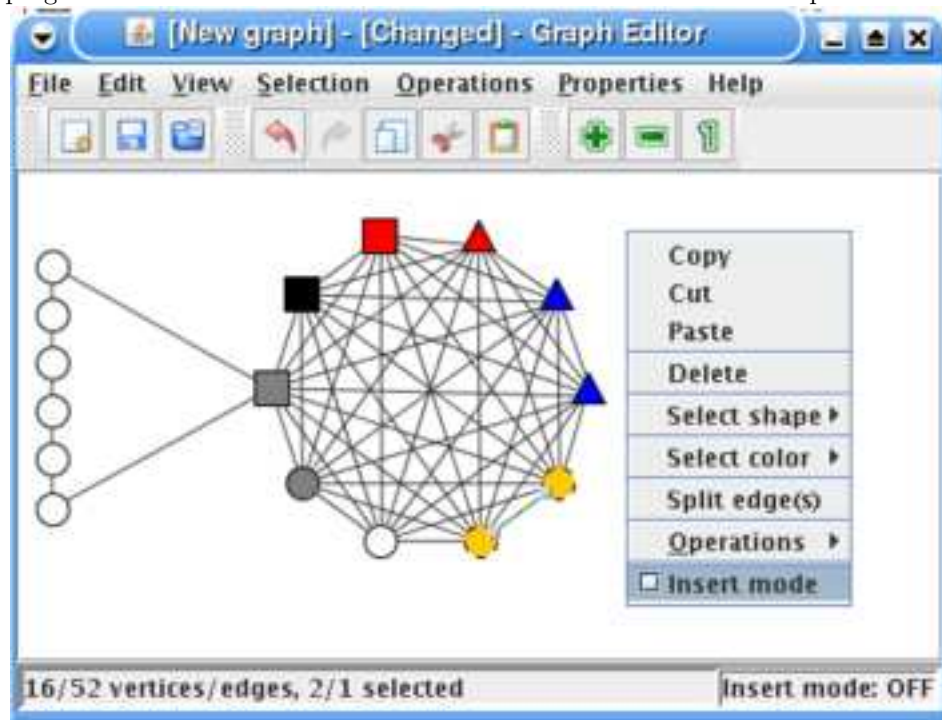 [New graph] - [Changed] - Graph Editor
File Edit View Selection Operations Properties Help
Copy
Cut
Paste
Delete
Select shape
Select color
Split edge(s)
Operations
Insert mode
16/52 vertices/edges, 2/1 selected
Insert mode: OFF